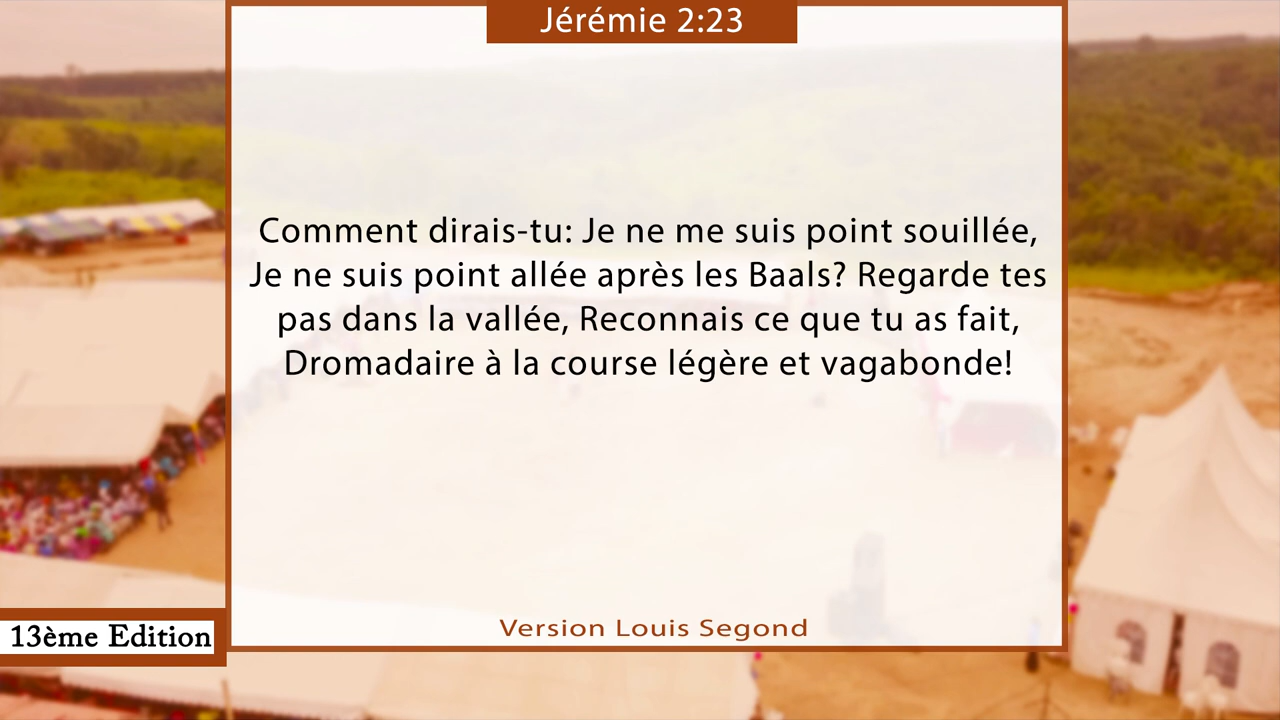 Jérémie 2:23
Comment dirais-tu: Je ne me suis point souillée,
Je ne suis point allée après les Baals? Regarde tes
pas dans la vallée, Reconnais ce que tu as fait,
Dromadaire à la course légère et vagabonde!
Version Louis Segond
13ème Edition